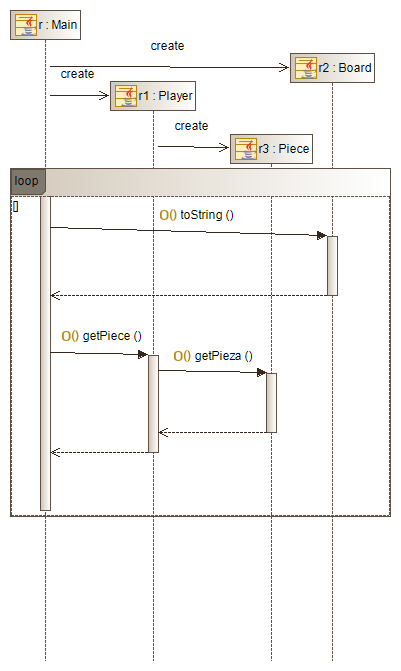 r : Main
create
r2 : Board
create
r1 : Player
create
r3 : Piece
loop
[]
O() toString ()
O() getPiece ()
O() getPieza ()